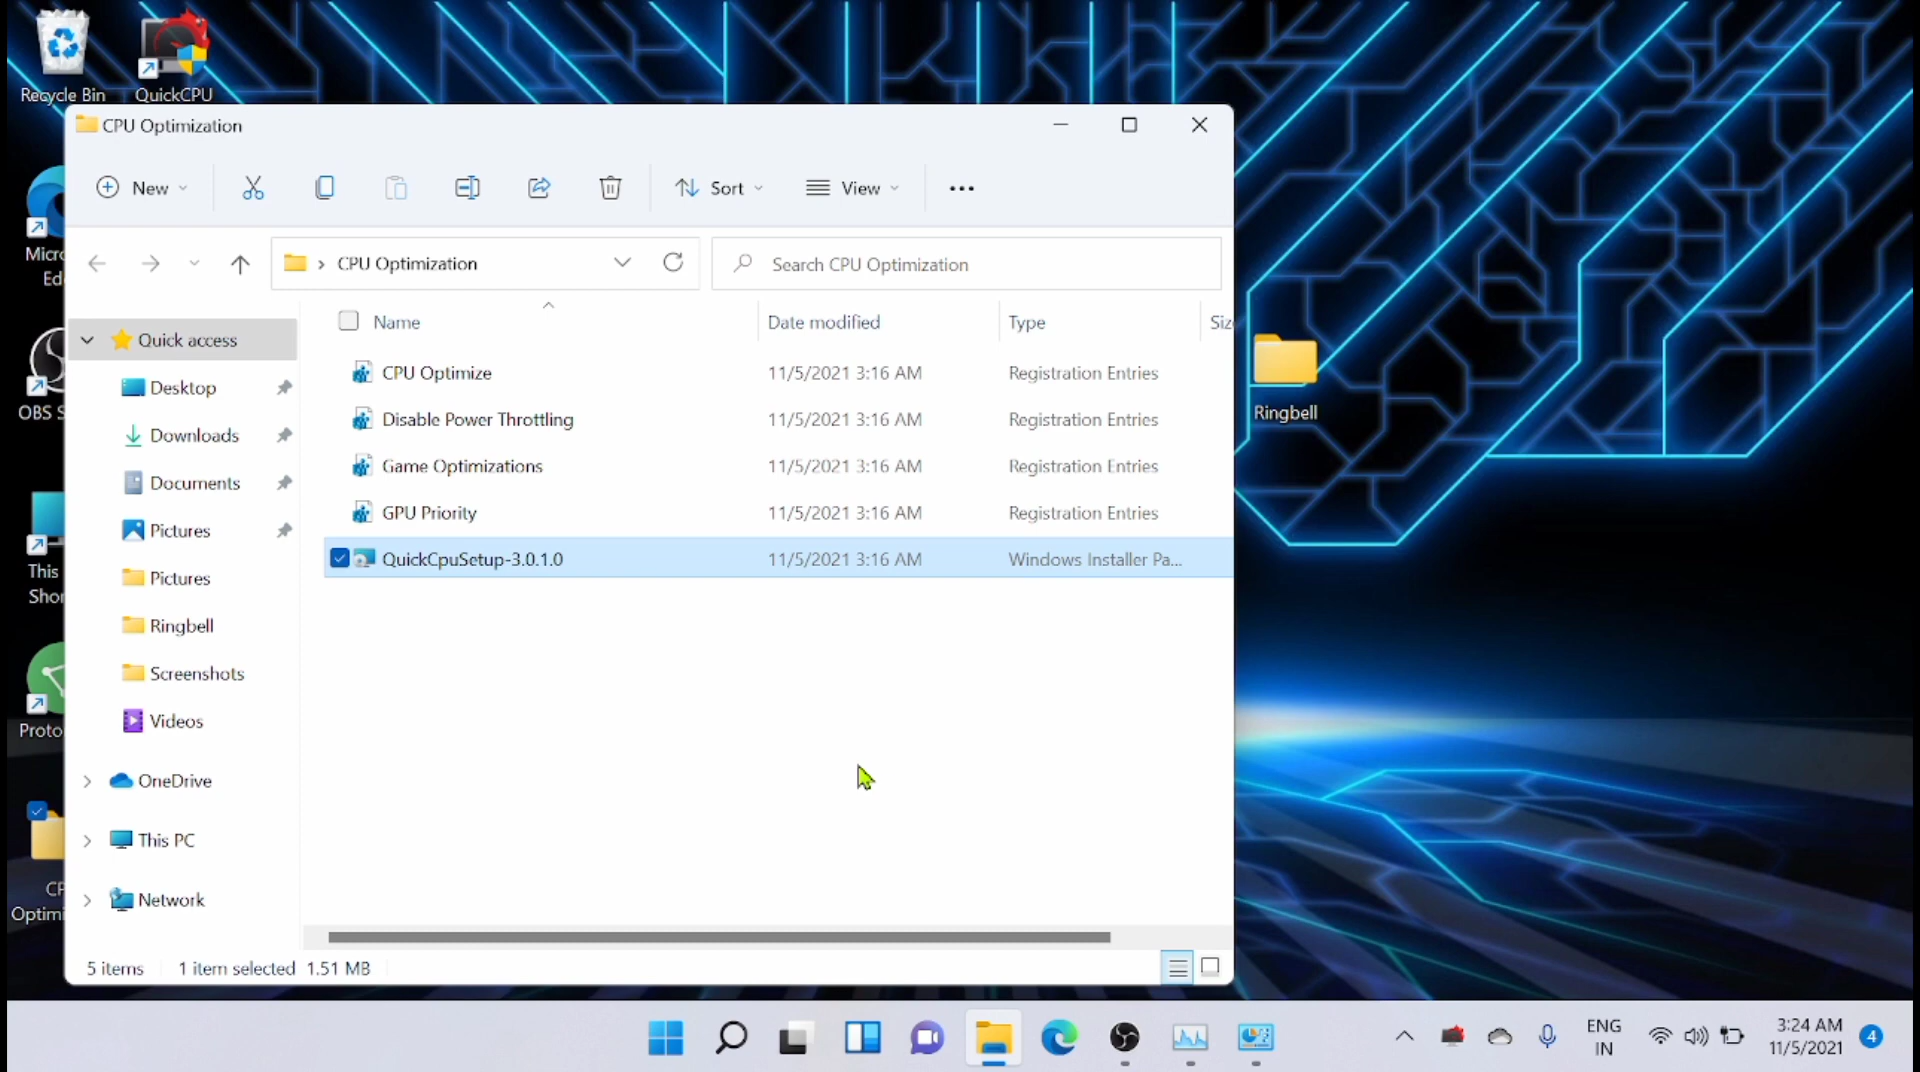 Recycle Bin
QuickCPU
CPU Optimization
New
Sort
View
CPU Optimization
Search CPU Optimization
Name
Date modified
Type
Siz
Quick access
Desktop
Downloads
Documents
Pictures
Pictures
Ringbell
Screenshots
Videos
OneDrive
This PC
Network
CPU Optimize 11/5/2021 3:16 AM Registration Entries
Disable Power Throttling 11/5/2021 3:16 AM Registration Entries
Game Optimizations 11/5/2021 3:16 AM Registration Entries
GPU Priority 11/5/2021 3:16 AM Registration Entries
QuickCpuSetup-3.0.1.0 11/5/2021 3:16 AM Windows Installer Pa...
5 items 1 item selected 1.51 MB
Micro
Ed
OBS S
This
Shor
Proto
CP
Optimi
Ringbell
ENG
IN
3:24 AM
11/5/2021
4